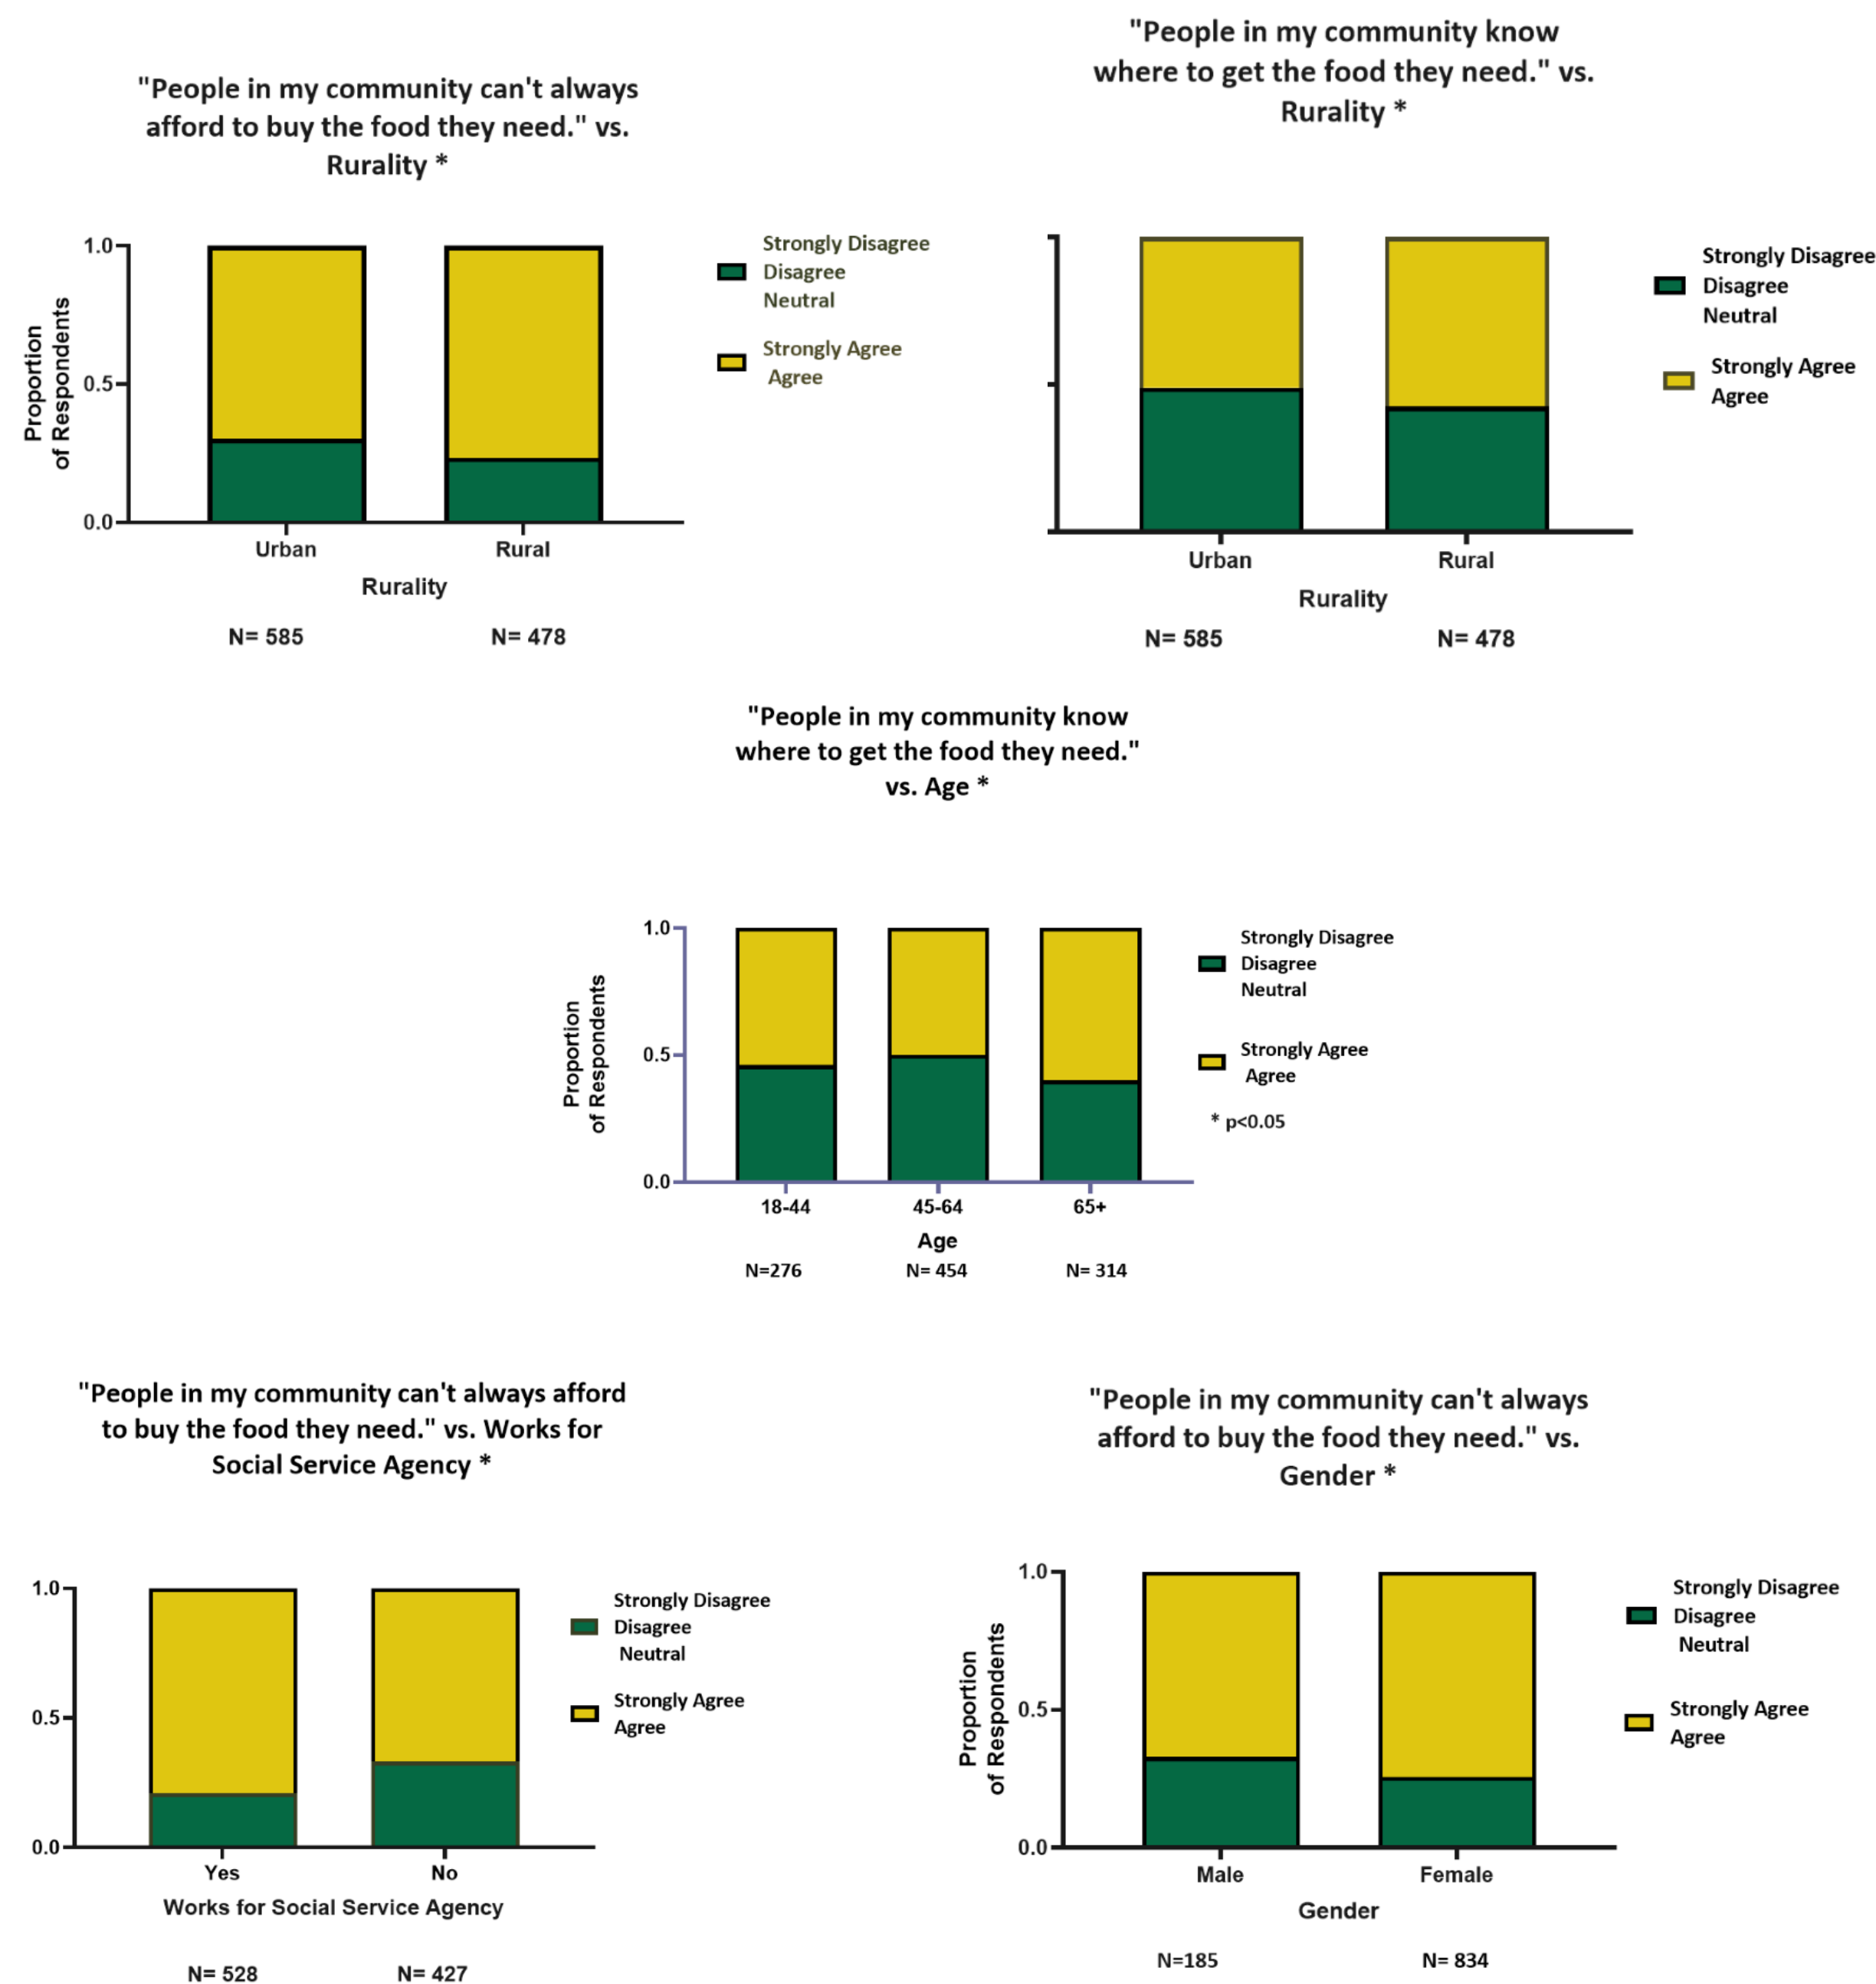 "People in my community can't always
afford to buy the food they need." vs.
Rurality *
1.0
0.5
0.0
Proportion
of Respondents
Urban
Rural
Rurality
N= 585
N= 478
Strongly Disagree
Disagree
Neutral
Strongly Agree
Agree
"People in my community know
where to get the food they need." vs.
Rurality *
Urban
Rural
Rurality
N= 585
N= 478
Strongly Disagree
Disagree
Neutral
Strongly Agree
Agree
"People in my community know
where to get the food they need."
vs. Age *
1.0
0.5
0.0
Proportion
of Respondents
18-44
45-64
65+
Age
N=276
N= 454
N= 314
Strongly Disagree
Disagree
Neutral
Strongly Agree
Agree
* p<0.05
"People in my community can't always afford
to buy the food they need." vs. Works for
Social Service Agency *
1.0
0.5
0.0
Yes
No
Works for Social Service Agency
N= 528
N= 427
Strongly Disagree
Disagree
Neutral
Strongly Agree
Agree
"People in my community can't always
afford to buy the food they need." vs.
Gender *
1.0
0.5
0.0
Proportion
of Respondents
Male
Female
Gender
N=185
N= 834
Strongly Disagree
Disagree
Neutral
Strongly Agree
Agree